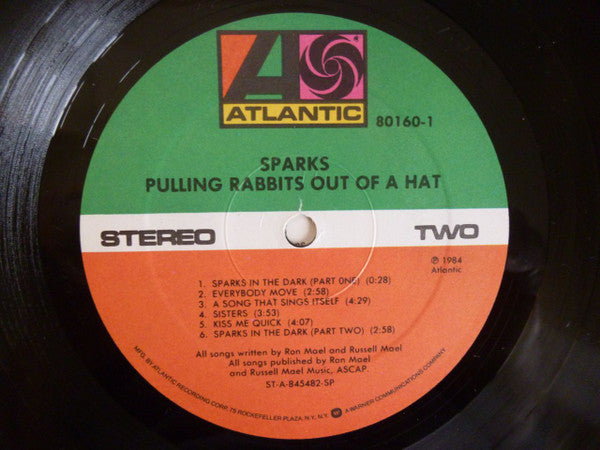 A
ATLANTIC
80160-1
SPARKS
PULLING RABBITS OUT OF A HAT
STEREO
TWO
℗ 1984
Atlantic
1. SPARKS IN THE DARK (PART ONE) (0:28)
2. EVERYBODY MOVE (2:58)
3. A SONG THAT SINGS ITSELF (4:29)
4. SISTERS (3:53)
5. KISS ME QUICK (4:07)
6. SPARKS IN THE DARK (PART TWO) (2:58)
All songs written by Ron Mael and Russell Mael
All songs published by Ron Mael
and Russell Mael Music, ASCAP.
ST-A-845482-SP
MFG. BY ATLANTIC RECORDING CORP., 75 ROCKEFELLER PLAZA, N.Y., N.Y. A WARNER COMMUNICATIONS COMPANY